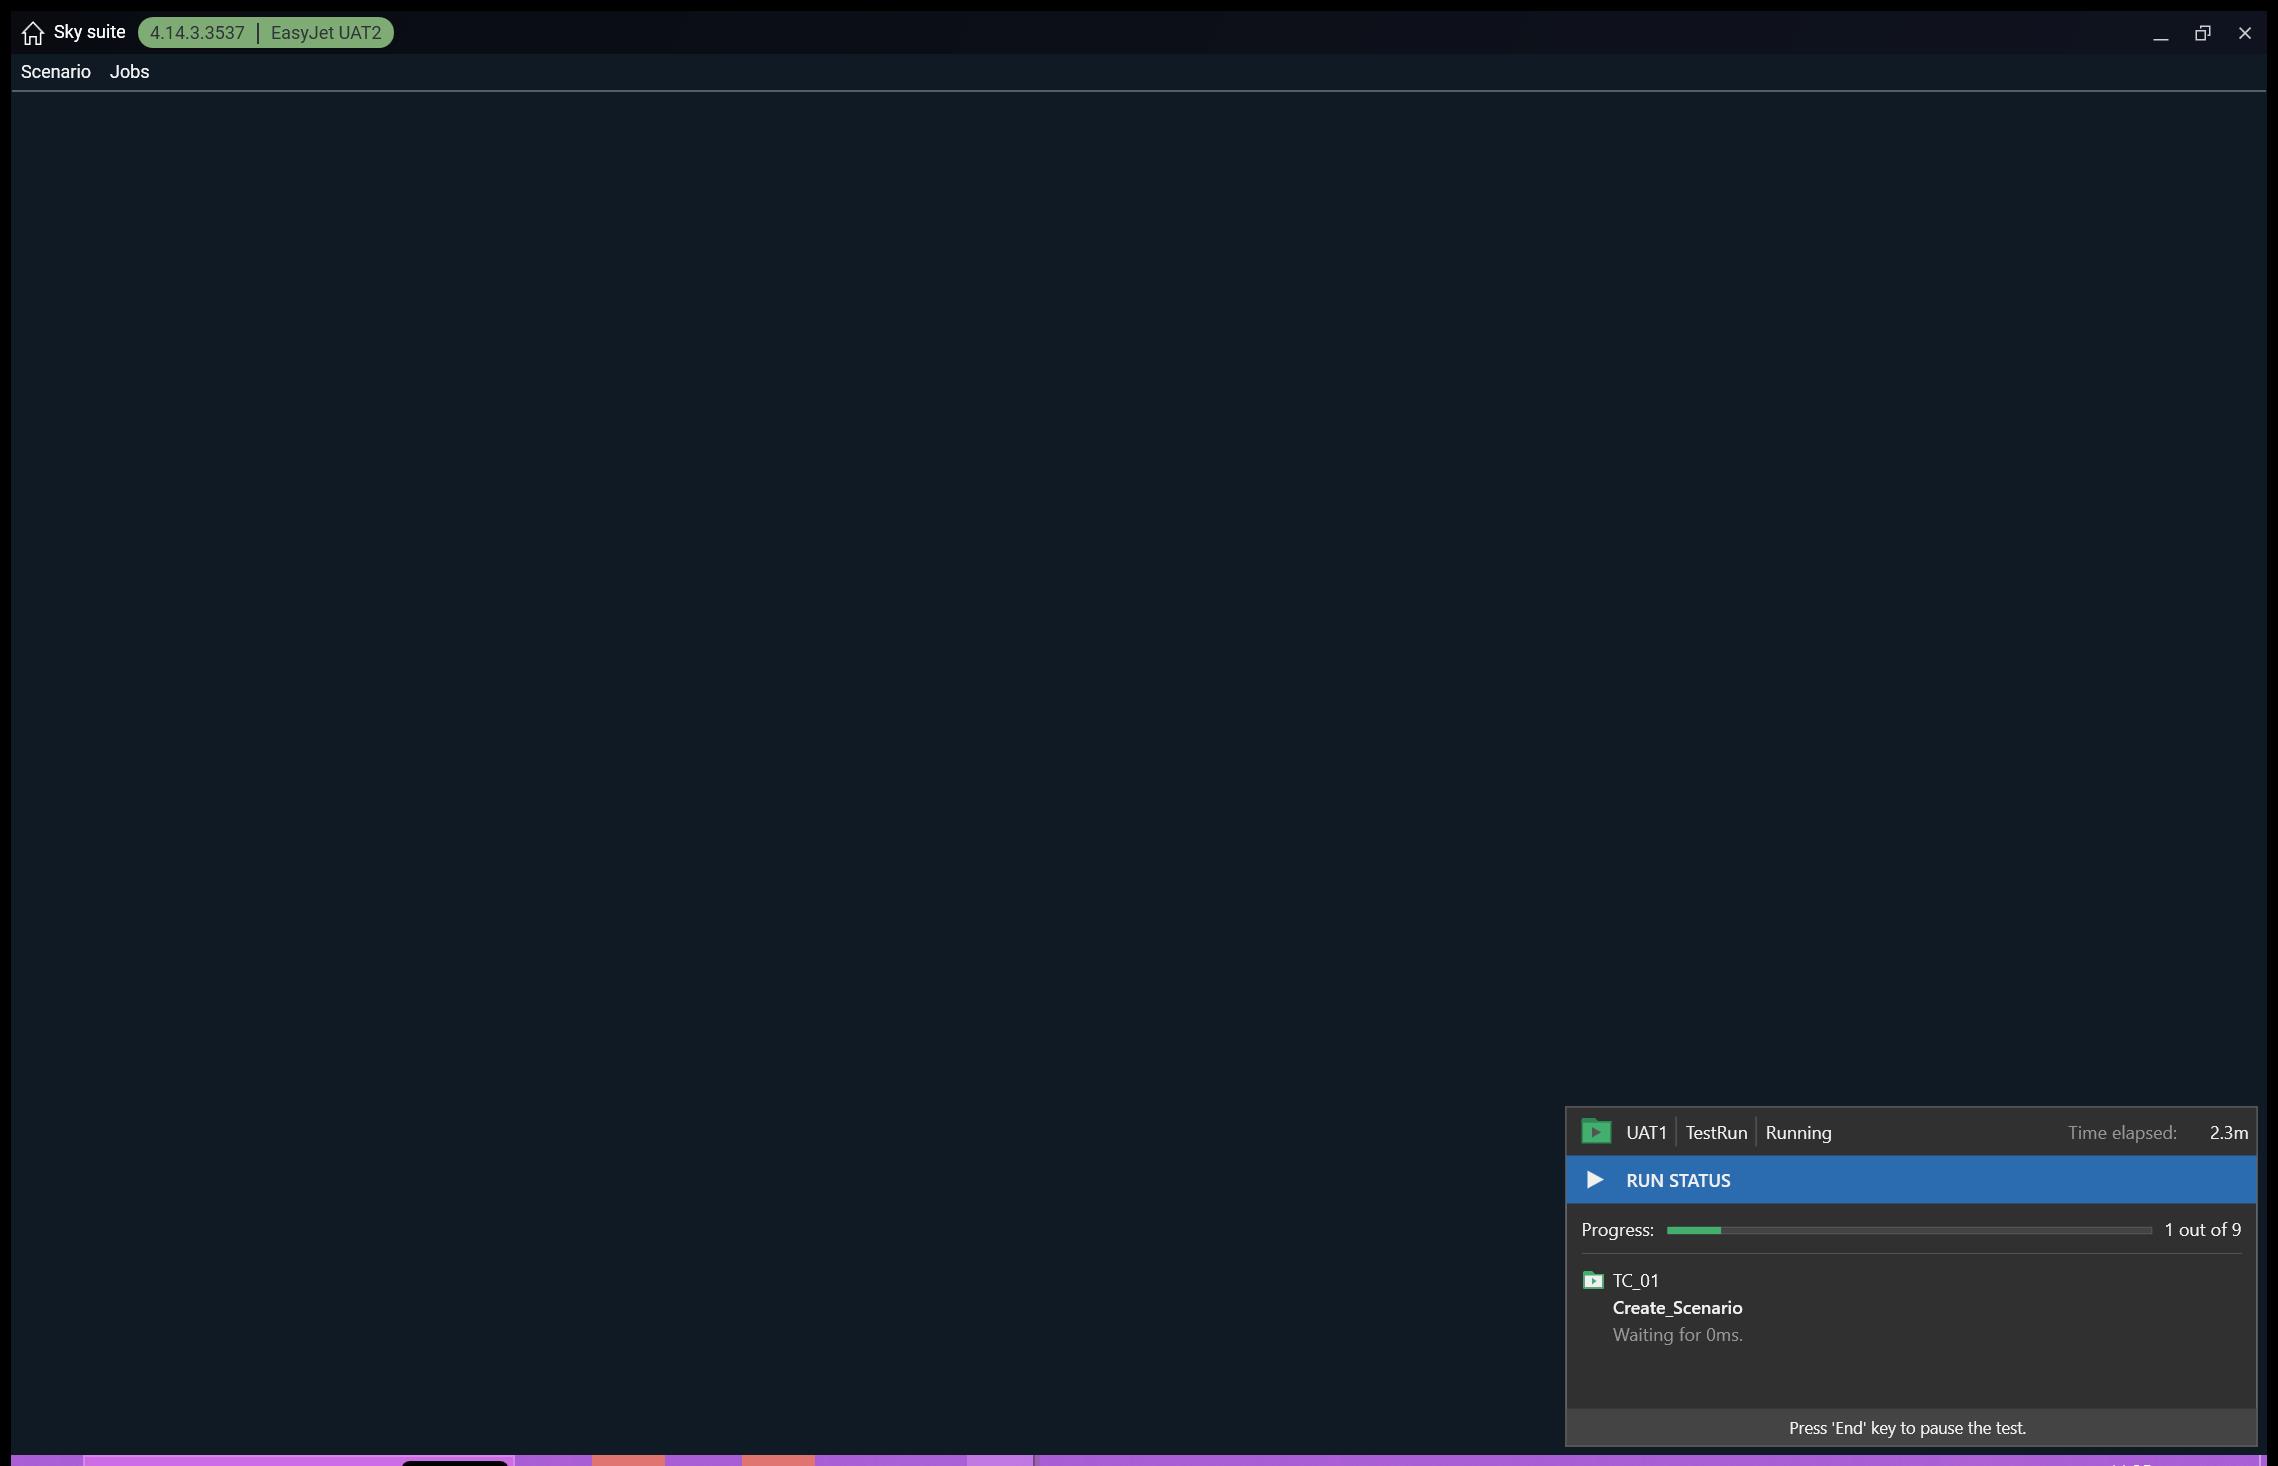 Sky suite 4.14.3.3537 | EasyJet UAT2
Scenario Jobs
UAT1 TestRun Running Time elapsed: 2.3m
RUN STATUS
Progress: 1 out of 9
TC_01
Create_Scenario
Waiting for 0ms.
Press 'End' key to pause the test.